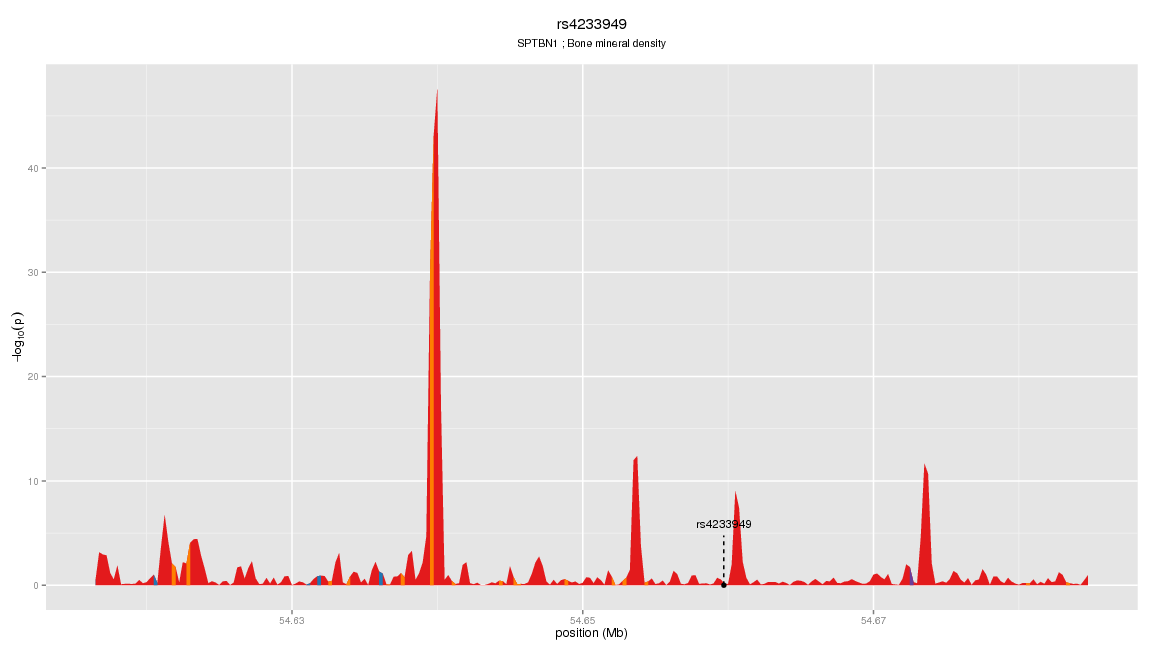 rs4233949
SPTBN1 ; Bone mineral density
−log10(p)
40
30
20
10
0
rs4233949
54.63
54.65
54.67
position (Mb)